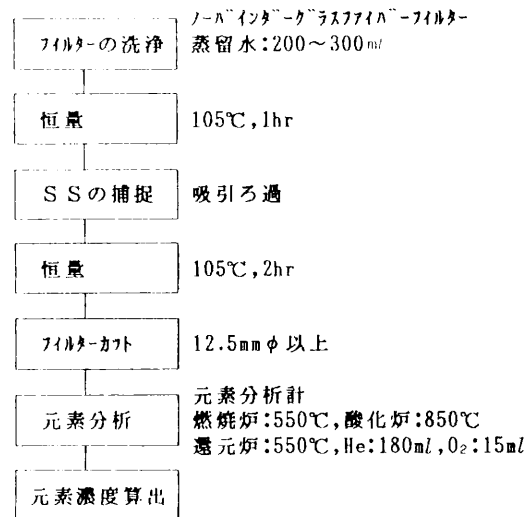 ノーバインダーグラスファイバーフィルター
フィルターの洗浄 蒸留水:200～300ml
恒量 105℃,1hr
SSの捕捉 吸引ろ過
恒量 105℃,2hr
フィルターカット 12.5mmφ以上
元素分析計
元素分析 燃焼炉:550℃,酸化炉:850℃
還元炉:550℃,He:180ml,O₂:15ml
元素濃度算出